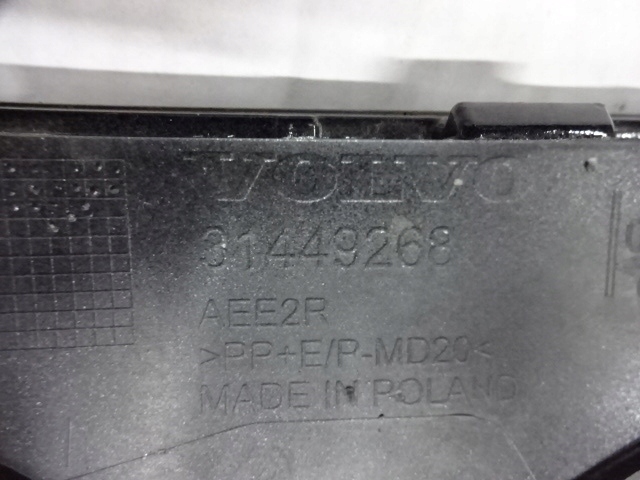 VOLVO
31449268
AEE2R
>PP+E/P-MD20<
MADE IN POLAND